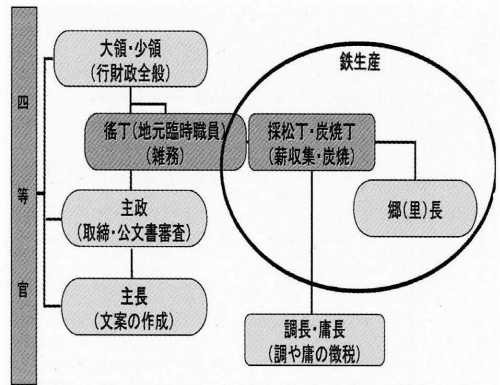 四等官
大領・少領
(行財政全般)
徭丁(地元臨時職員)
(雑務)
主政
(取締・公文書審査)
主長
(文案の作成)
鉄生産
採松丁・炭焼丁
(薪収集・炭焼)
郷(里)長
調長・庸長
(調や庸の徴税)